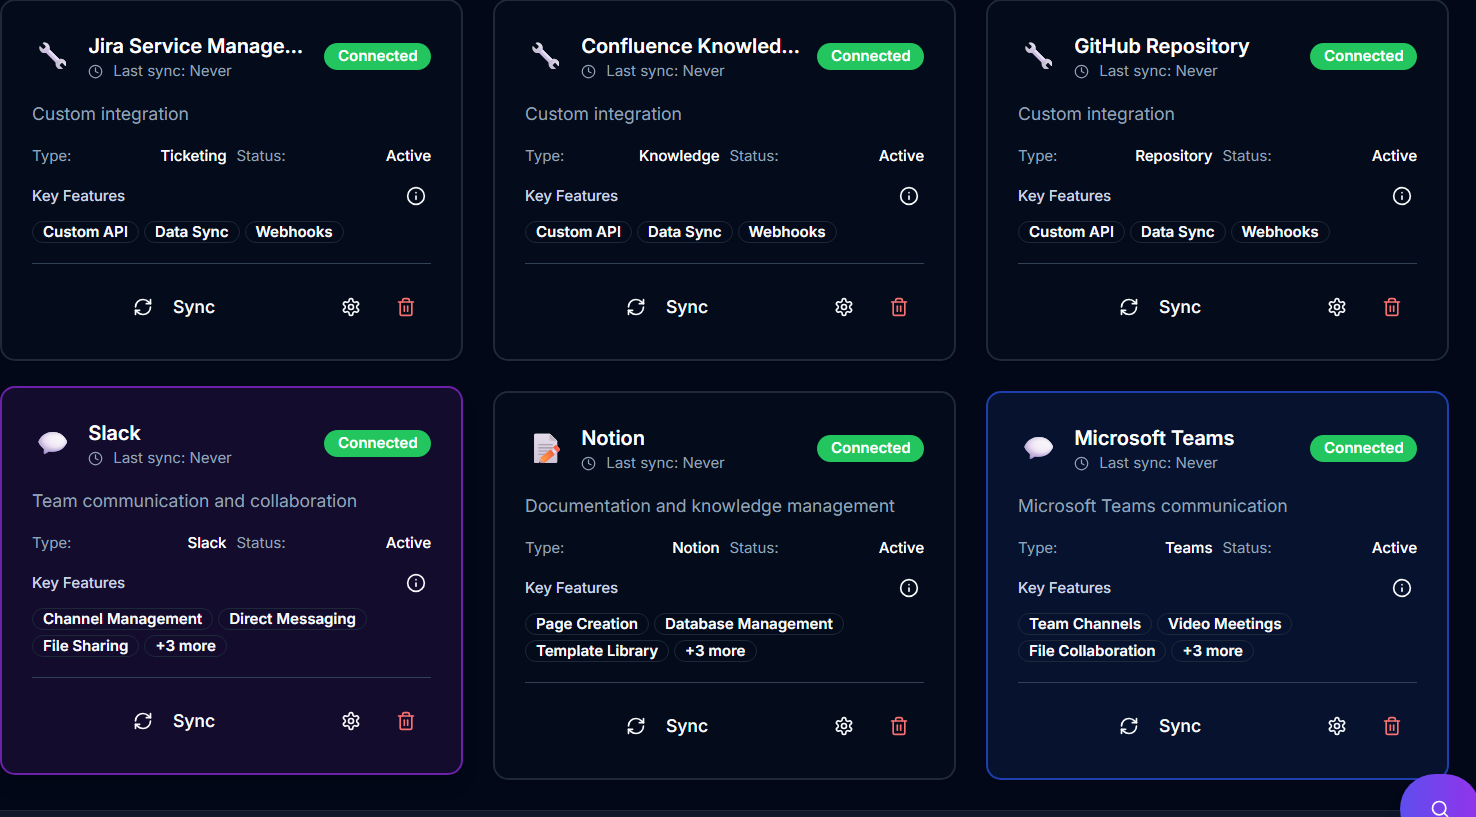 Jira Service Manage...
Connected
Last sync: Never
Custom integration
Type: Ticketing Status: Active
Key Features
Custom API Data Sync Webhooks
Sync
Confluence Knowled...
Connected
Last sync: Never
Custom integration
Type: Knowledge Status: Active
Key Features
Custom API Data Sync Webhooks
Sync
GitHub Repository
Connected
Last sync: Never
Custom integration
Type: Repository Status: Active
Key Features
Custom API Data Sync Webhooks
Sync
Slack
Connected
Last sync: Never
Team communication and collaboration
Type: Slack Status: Active
Key Features
Channel Management Direct Messaging
File Sharing +3 more
Sync
Notion
Connected
Last sync: Never
Documentation and knowledge management
Type: Notion Status: Active
Key Features
Page Creation Database Management
Template Library +3 more
Sync
Microsoft Teams
Connected
Last sync: Never
Microsoft Teams communication
Type: Teams Status: Active
Key Features
Team Channels Video Meetings
File Collaboration +3 more
Sync